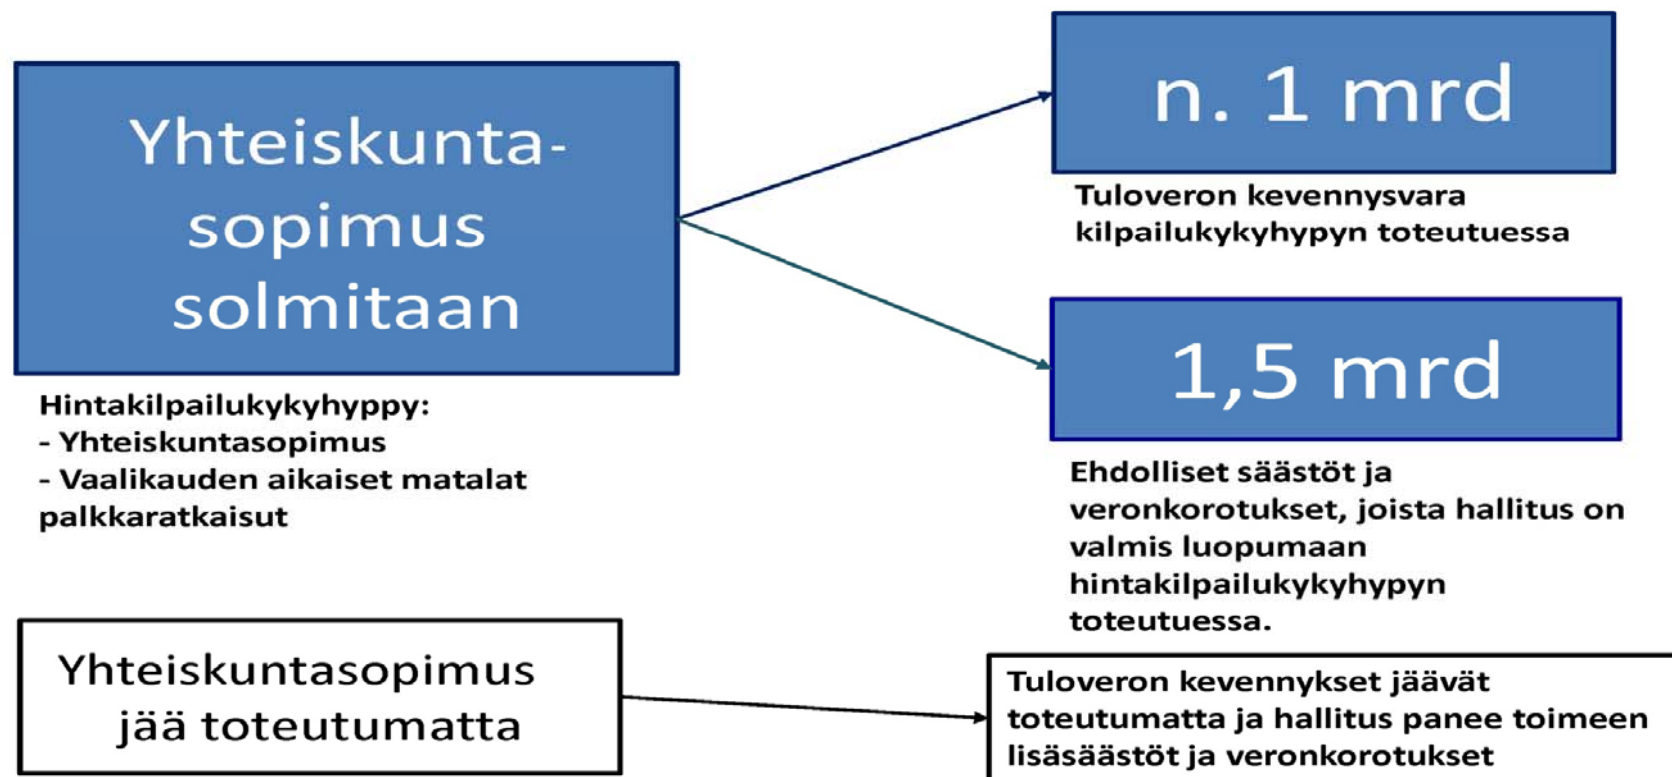 Yhteiskunta-
sopimus
solmitaan
Hintakilpailukykyhyppy:
- Yhteiskuntasopimus
- Vaalikauden aikaiset matalat
palkkaratkaisut
n. 1 mrd
Tuloveron kevennysvara
kilpailukykyhypyn toteutuessa
1,5 mrd
Ehdolliset säästöt ja
veronkorotukset, joista hallitus on
valmis luopumaan
hintakilpailukykyhypyn
toteutuessa.
Yhteiskuntasopimus
jää toteutumatta
Tuloveron kevennykset jäävät
toteutumatta ja hallitus panee toimeen
lisäsäästöt ja veronkorotukset